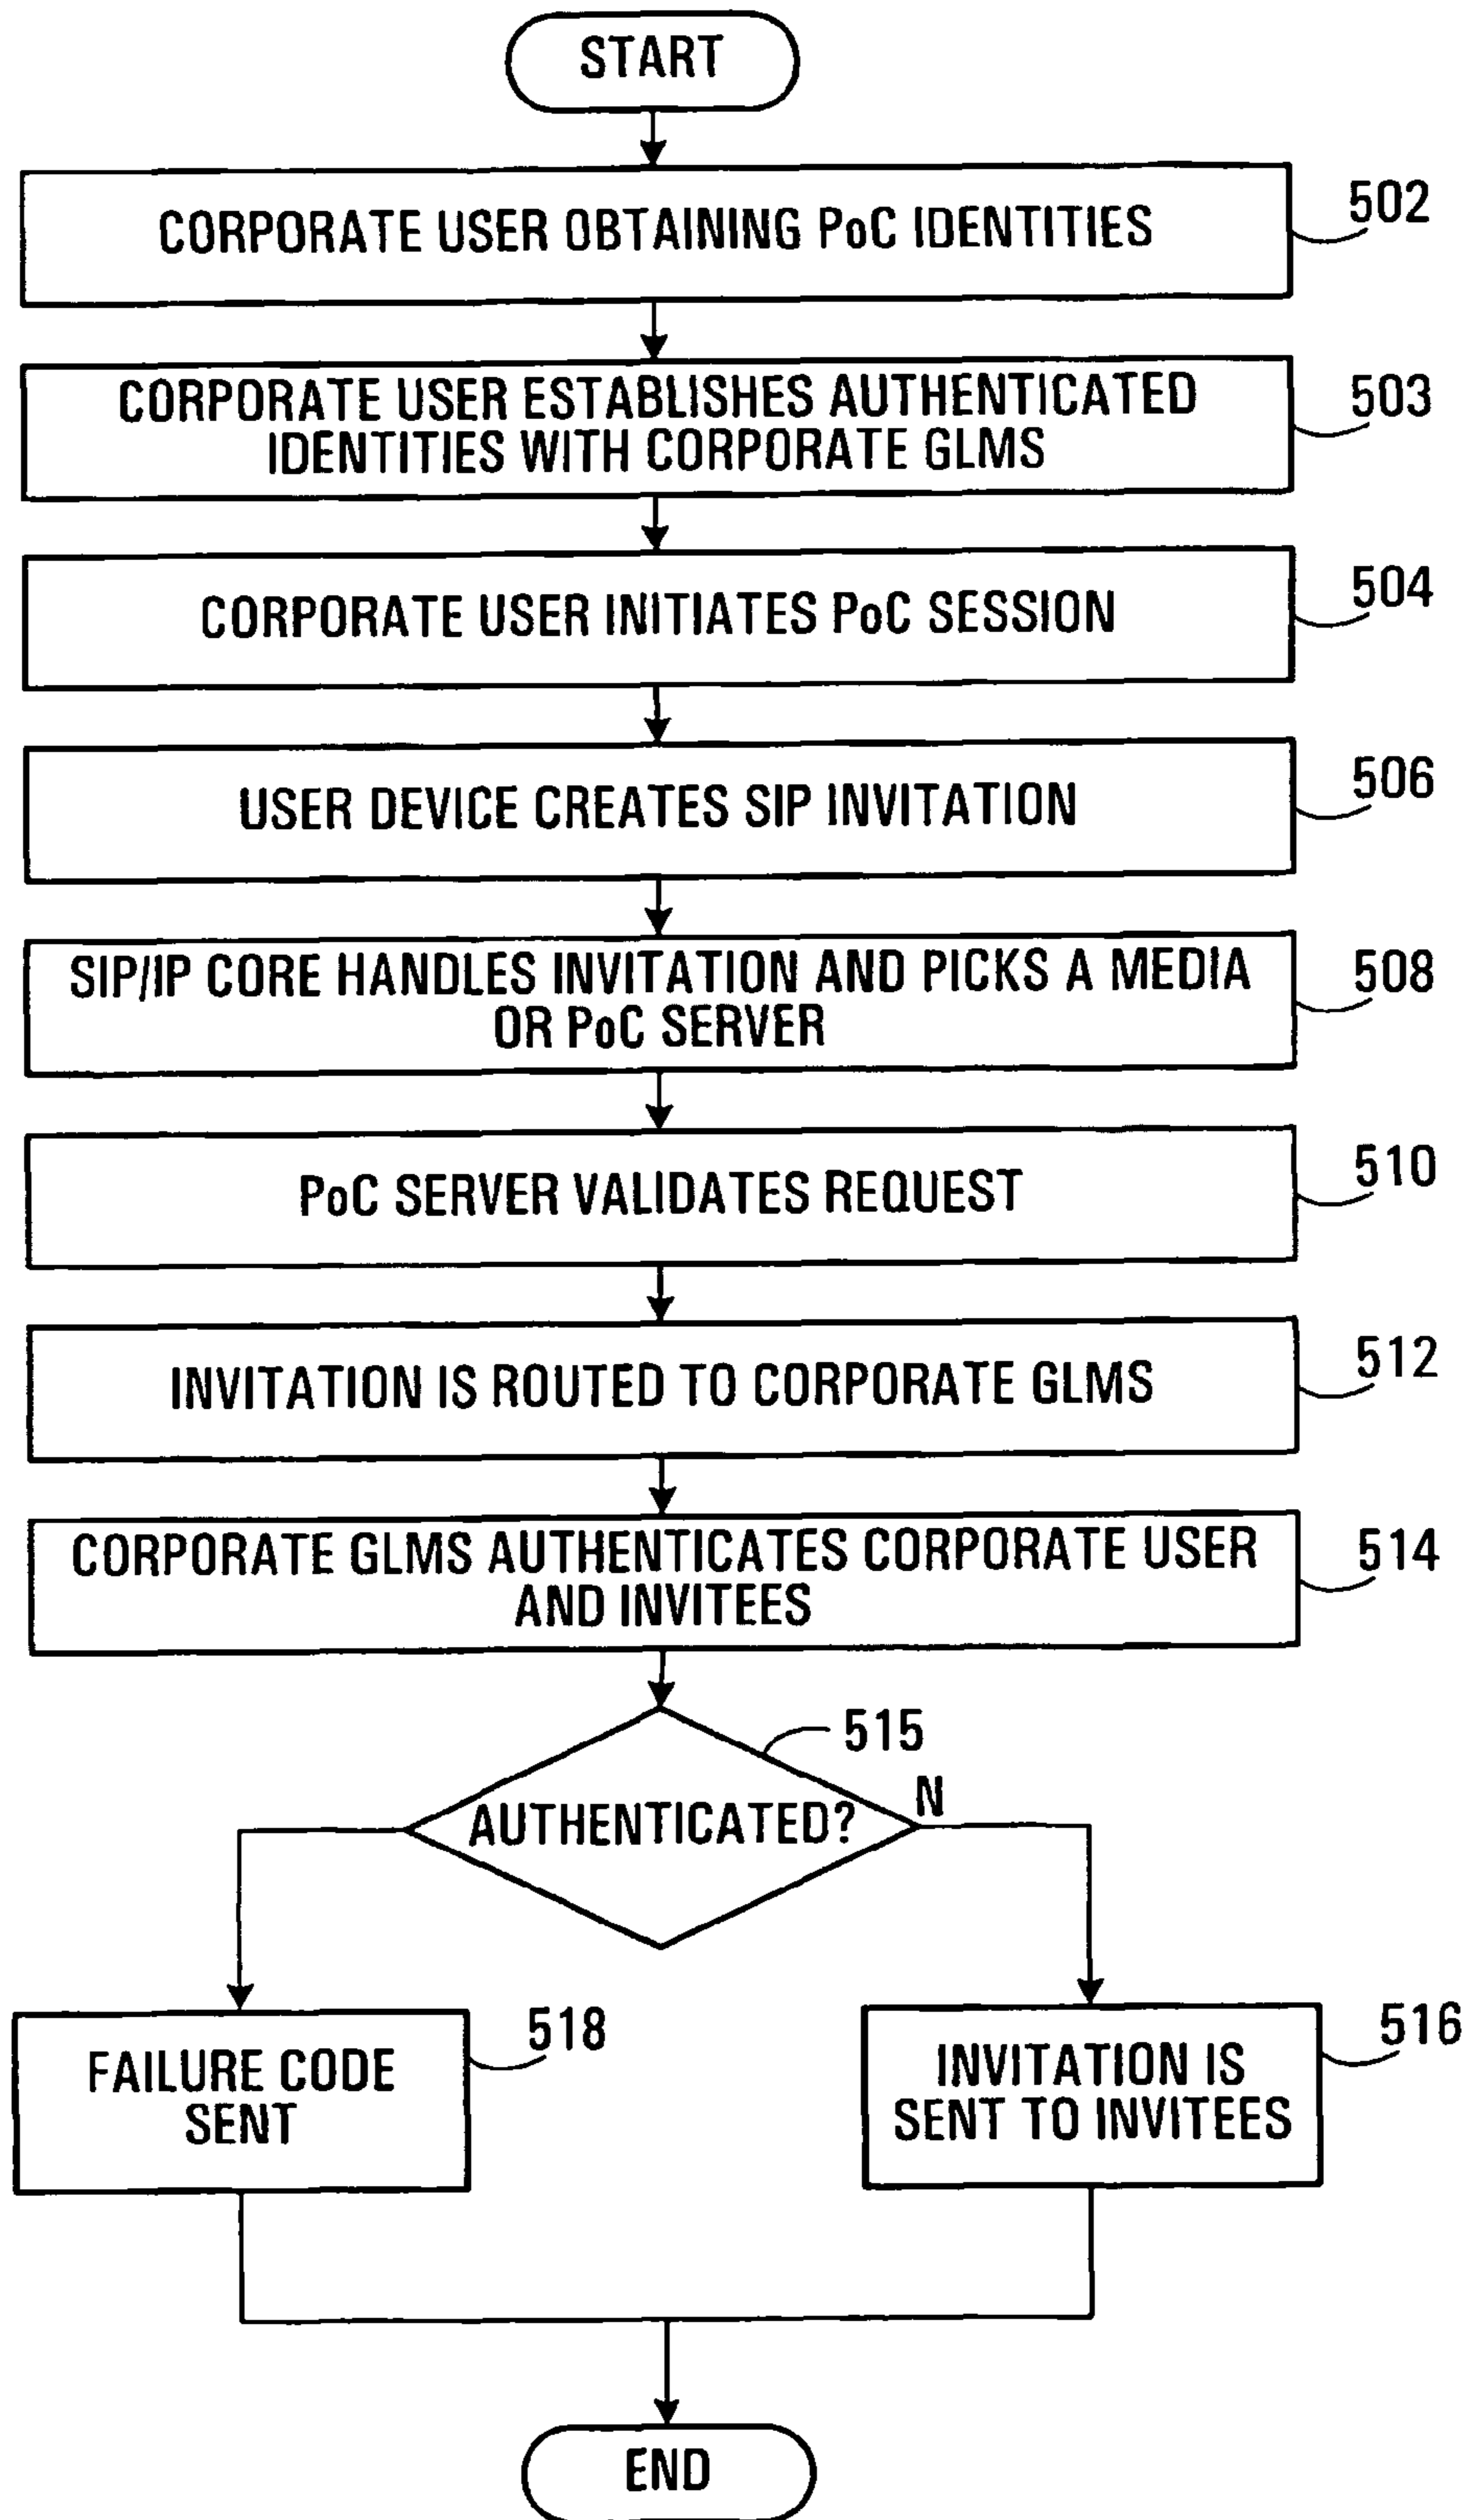 START
CORPORATE USER OBTAINING PoC IDENTITIES
502
CORPORATE USER ESTABLISHES AUTHENTICATED
IDENTITIES WITH CORPORATE GLMS
503
CORPORATE USER INITIATES PoC SESSION
504
USER DEVICE CREATES SIP INVITATION
506
SIP/IP CORE HANDLES INVITATION AND PICKS A MEDIA
OR PoC SERVER
508
PoC SERVER VALIDATES REQUEST
510
INVITATION IS ROUTED TO CORPORATE GLMS
512
CORPORATE GLMS AUTHENTICATES CORPORATE USER
AND INVITEES
514
515
AUTHENTICATED?
N
FAILURE CODE
SENT
518
INVITATION IS
SENT TO INVITEES
516
END